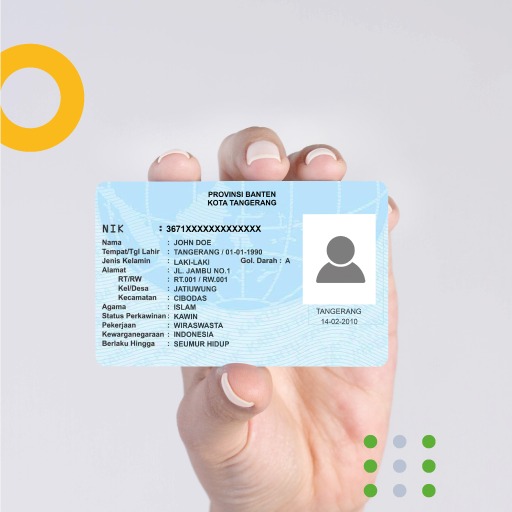 PROVINSI BANTEN
KOTA TANGERANG
NIK : 3671XXXXXXXXXXXXX
Nama : JOHN DOE
Tempat/Tgl Lahir : TANGERANG / 01-01-1990
Jenis Kelamin : LAKI-LAKI Gol. Darah : A
Alamat : JL. JAMBU NO.1
RT/RW : RT.001 / RW.001
Kel/Desa : JATIUWUNG
Kecamatan : CIBODAS
Agama : ISLAM
Status Perkawinan : KAWIN
Pekerjaan : WIRASWASTA
Kewarganegaraan : INDONESIA
Berlaku Hingga : SEUMUR HIDUP
TANGERANG
14-02-2010